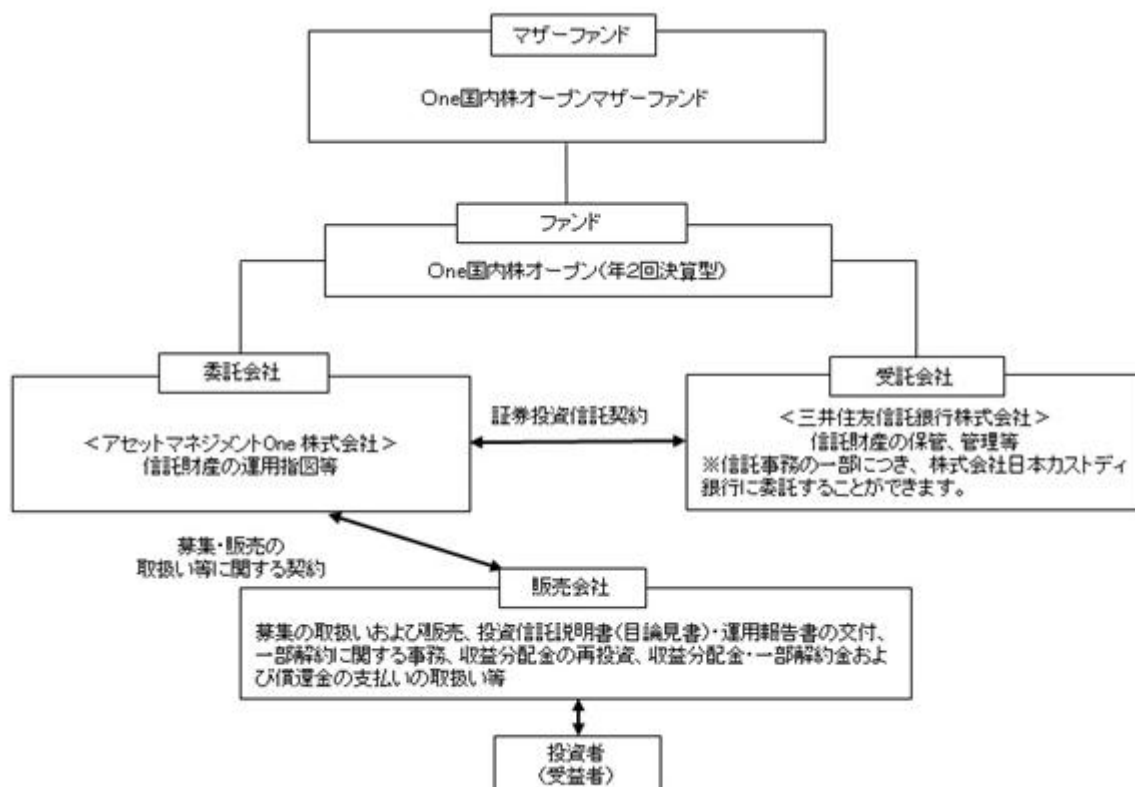 マザーファンド
One国内株オープンマザーファンド
ファンド
One国内株オープン(年2回決算型)
委託会社
<アセットマネジメントOne 株式会社>
信託財産の運用指図等
証券投資信託契約
受託会社
<三井住友信託銀行株式会社>
信託財産の保管、管理等
※信託事務の一部につき、株式会社日本カストディ
銀行に委託することができます。
募集・販売の
取扱い等に関する契約
販売会社
募集の取扱いおよび販売、投資信託説明書(目論見書)・運用報告書の交付、
一部解約に関する事務、収益分配金の再投資、収益分配金・一部解約金およ
び償還金の支払いの取扱い等
投資者
(受益者)